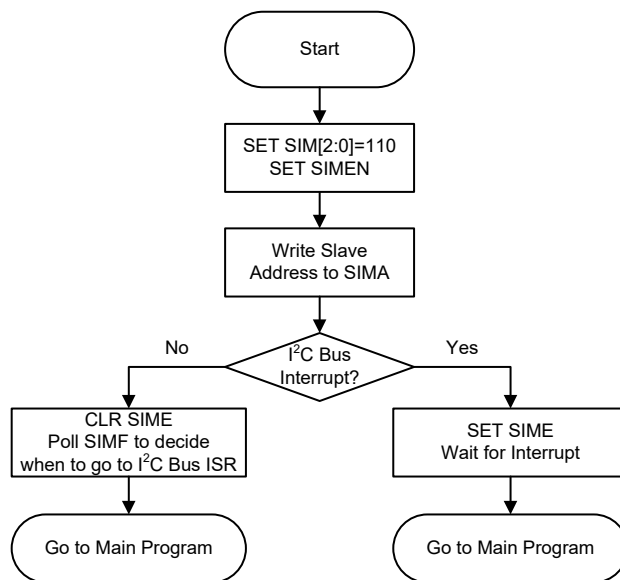 Start
SET SIM[2:0]=110
SET SIMEN
Write Slave
Address to SIMA
I²C Bus
Interrupt?
No
Yes
CLR SIME
Poll SIMF to decide
when to go to I²C Bus ISR
SET SIME
Wait for Interrupt
Go to Main Program
Go to Main Program